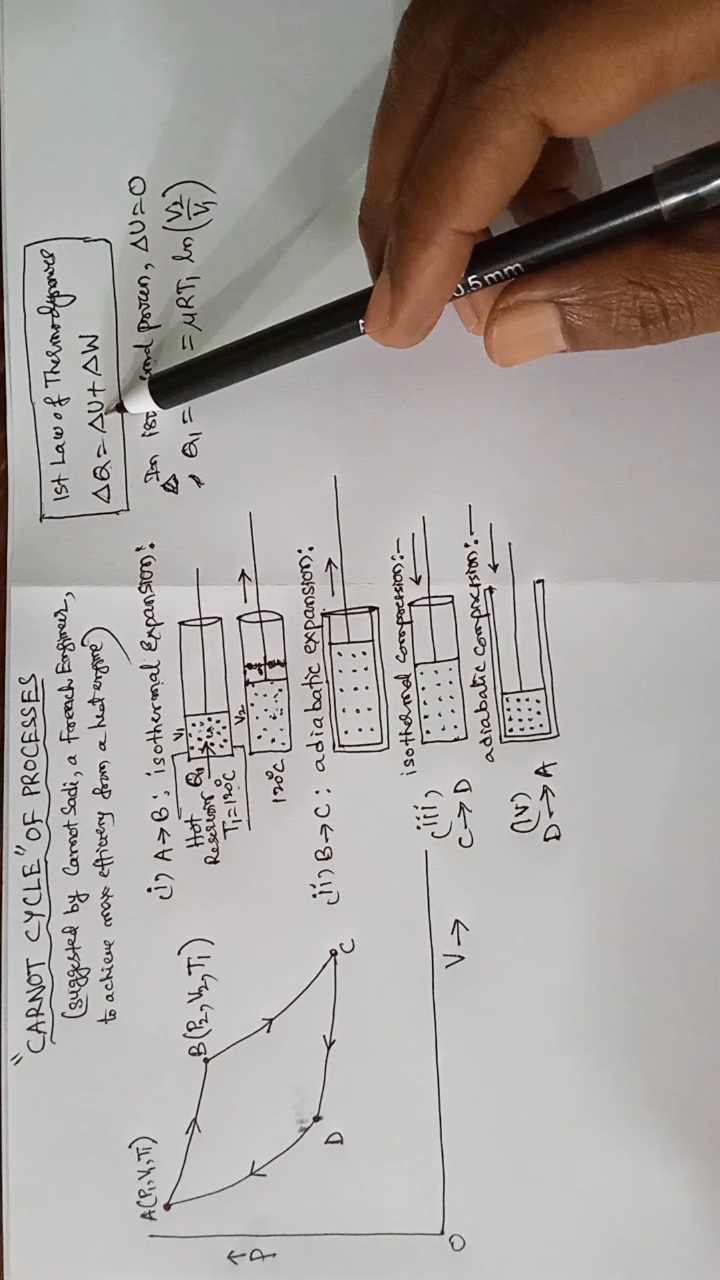 "CARNOT CYCLE" OF PROCESSES
(suggested by Carnot Sadi, a French Engineer,
to achieve max efficieny from a heat engine)
1st Law of Thermodynamics
ΔQ = ΔU + ΔW
In ΔU = 0
Q1 = = μRT1 ln (V2/V1)
A(P1, V1, T1)
B(P2, V2, T1)
C
D
P →
O
V →
(i) A→B: isothermal Expansion:
V1
Hot Q1
Reservoir
T1 = 120°C
V2
120°C
(ii) B→C: adiabatic expansion:
(iii) isothermal compression:-
C→D
(iv) adiabatic compression:-
D→A
0.5mm